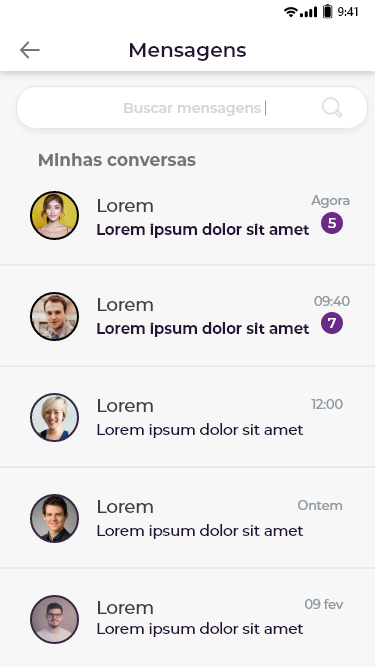 9:41
Mensagens
Buscar mensagens
Minhas conversas
Lorem
Agora
Lorem ipsum dolor sit amet
5
Lorem
09:40
Lorem ipsum dolor sit amet
7
Lorem
12:00
Lorem ipsum dolor sit amet
Lorem
Ontem
Lorem ipsum dolor sit amet
Lorem
09 fev
Lorem ipsum dolor sit amet